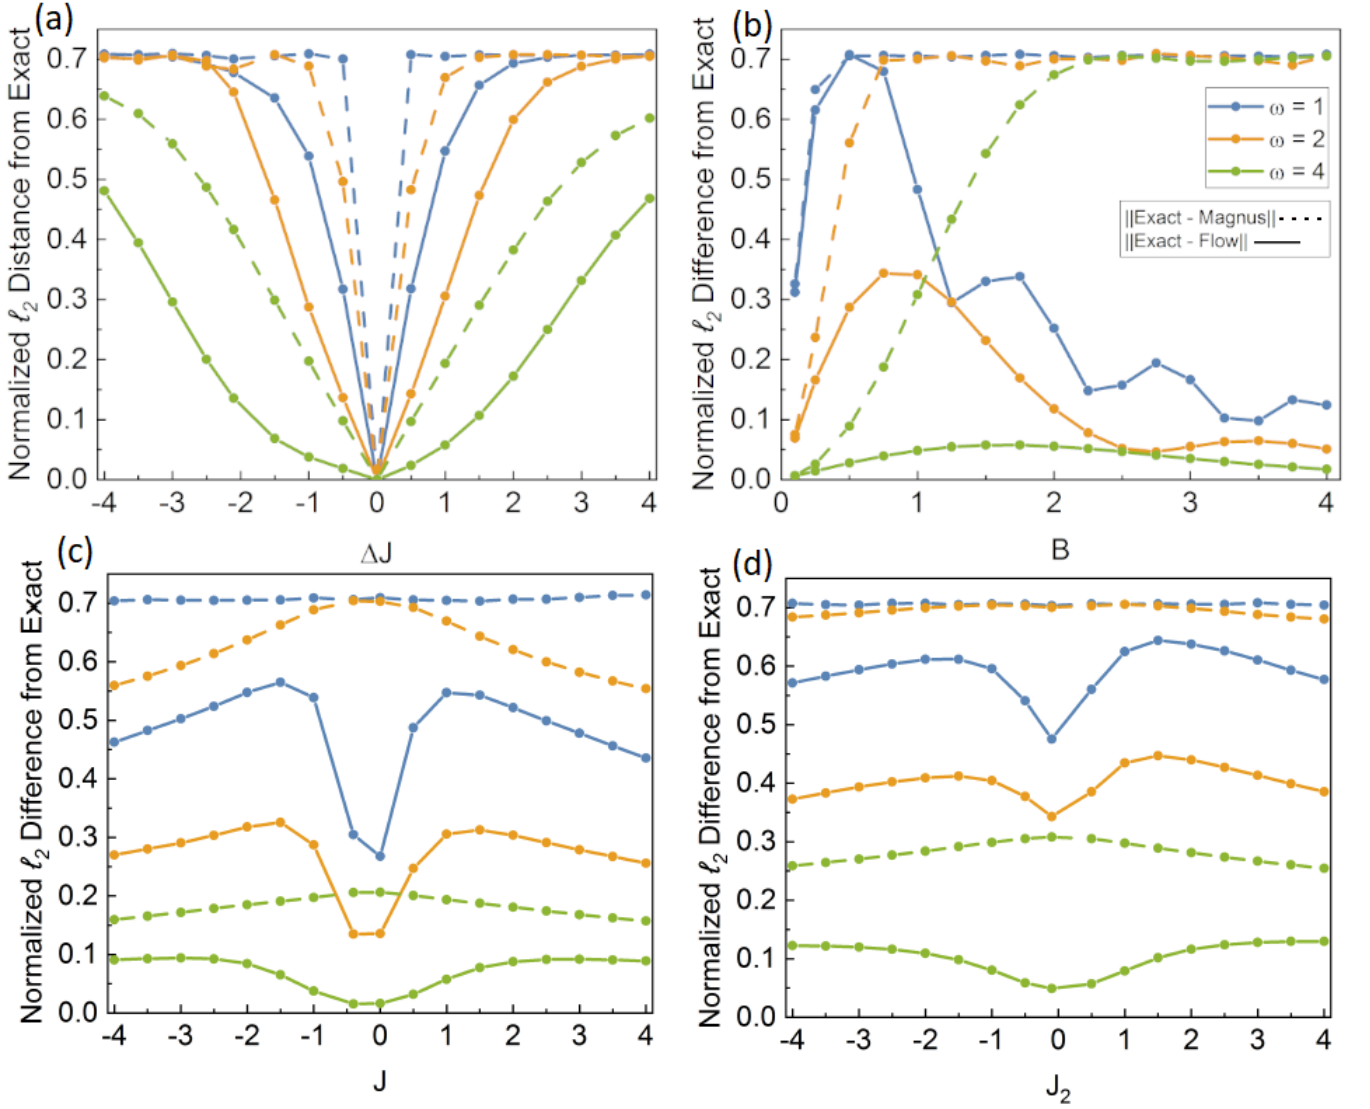 (a)
Normalized ℓ2 Distance from Exact
0.7
0.6
0.5
0.4
0.3
0.2
0.1
0.0
-4 -3 -2 -1 0 1 2 3 4
ΔJ
(b)
Normalized ℓ2 Difference from Exact
0.7
0.6
0.5
0.4
0.3
0.2
0.1
0.0
0 1 2 3 4
B
ω = 1
ω = 2
ω = 4
||Exact - Magnus||
||Exact - Flow||
(c)
Normalized ℓ2 Difference from Exact
0.7
0.6
0.5
0.4
0.3
0.2
0.1
0.0
-4 -3 -2 -1 0 1 2 3 4
J
(d)
Normalized ℓ2 Difference from Exact
0.7
0.6
0.5
0.4
0.3
0.2
0.1
0.0
-4 -3 -2 -1 0 1 2 3 4
J2